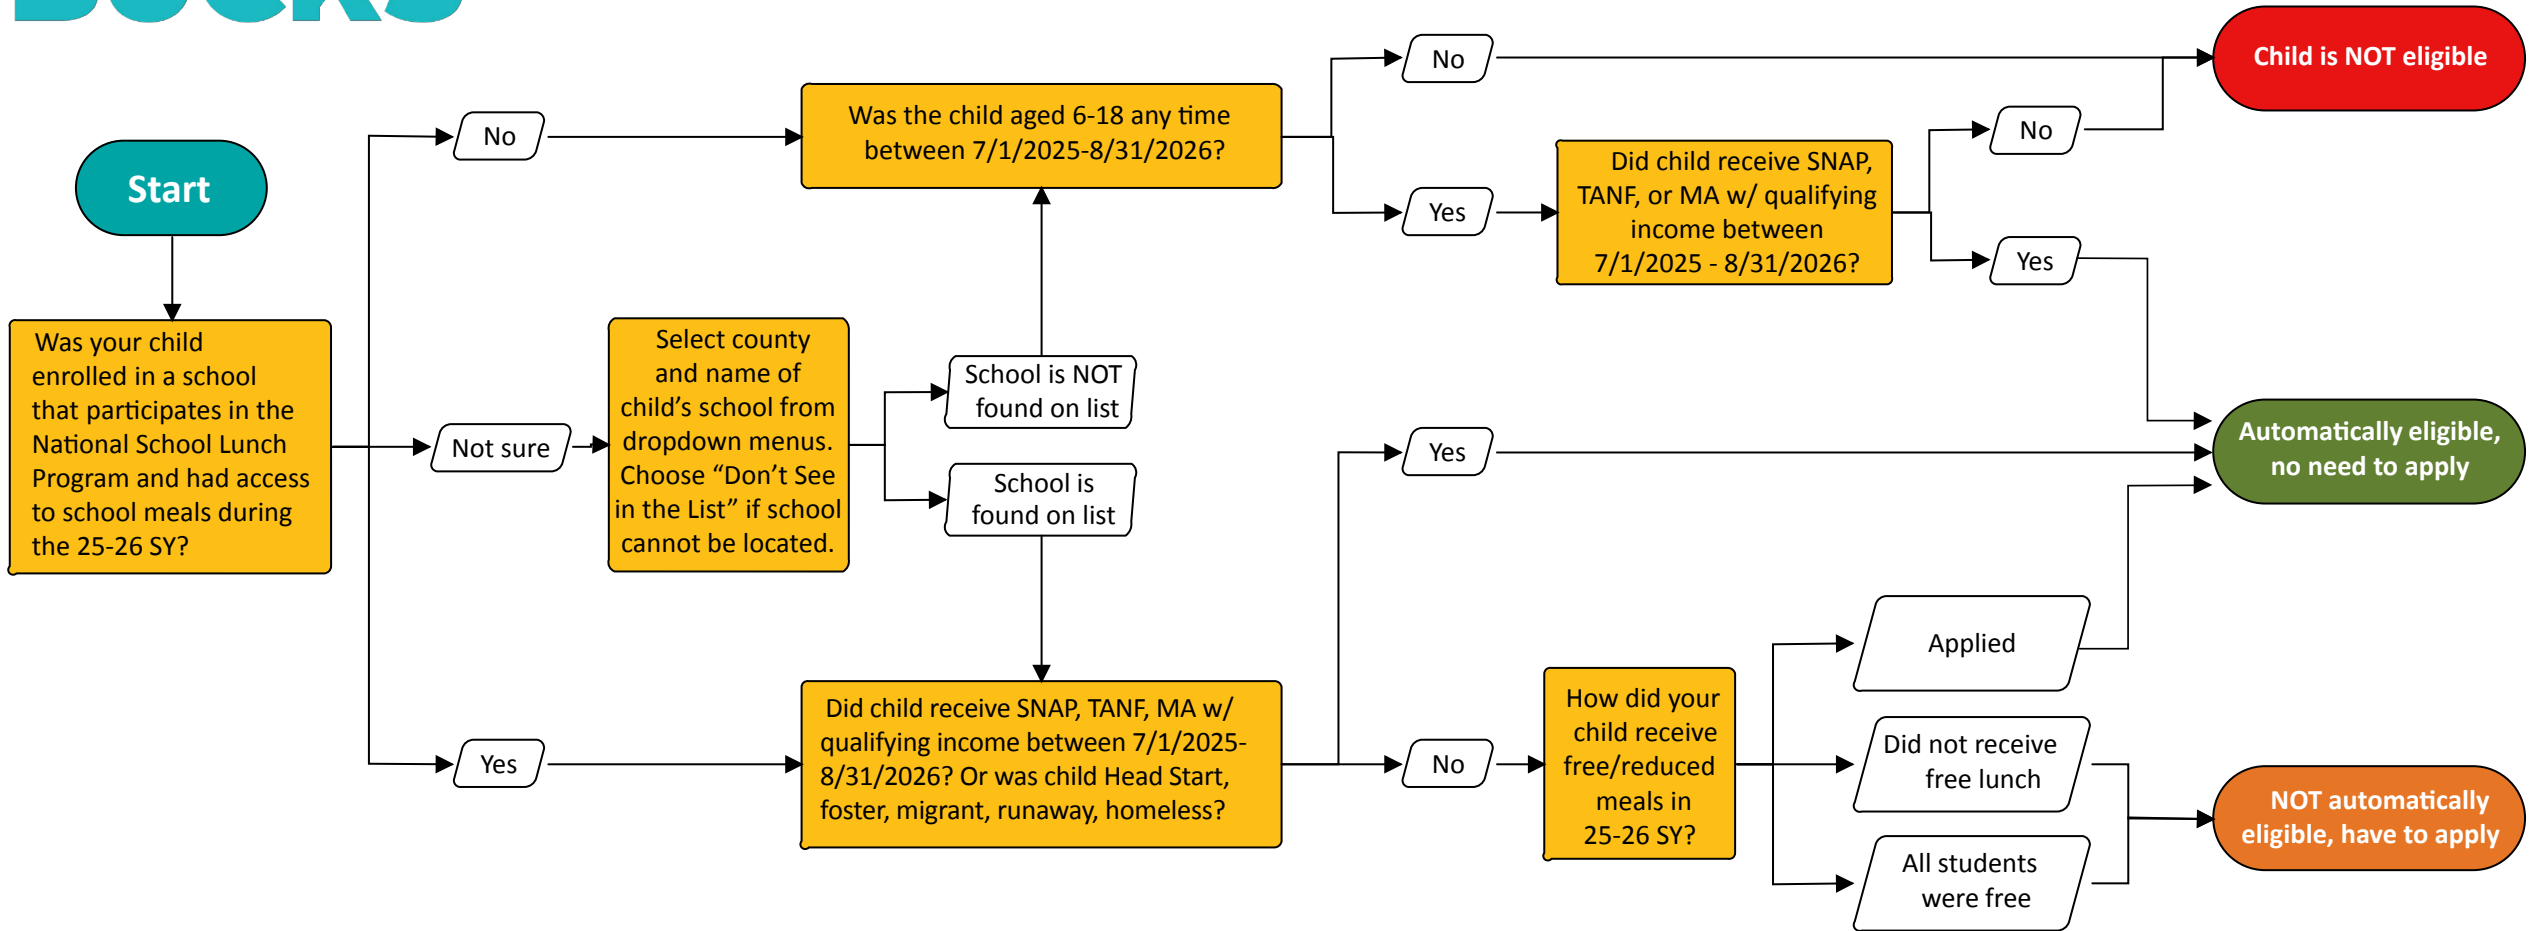 Start
Was your child
enrolled in a school
that participates in the
National School Lunch
Program and had access
to school meals during
the 25-26 SY?
No
Not sure
Yes
Select county
and name of
child's school from
dropdown menus.
Choose “Don't See
in the List” if school
cannot be located.
School is NOT
found on list
School is
found on list
Was the child aged 6-18 any time
between 7/1/2025-8/31/2026?
No
Yes
Did child receive SNAP,
TANF, or MA w/ qualifying
income between
7/1/2025 - 8/31/2026?
No
Yes
Did child receive SNAP, TANF, MA w/
qualifying income between 7/1/2025-
8/31/2026? Or was child Head Start,
foster, migrant, runaway, homeless?
Yes
No
How did your
child receive
free/reduced
meals in
25-26 SY?
Applied
Did not receive
free lunch
All students
were free
Child is NOT eligible
Automatically eligible,
no need to apply
NOT automatically
eligible, have to apply